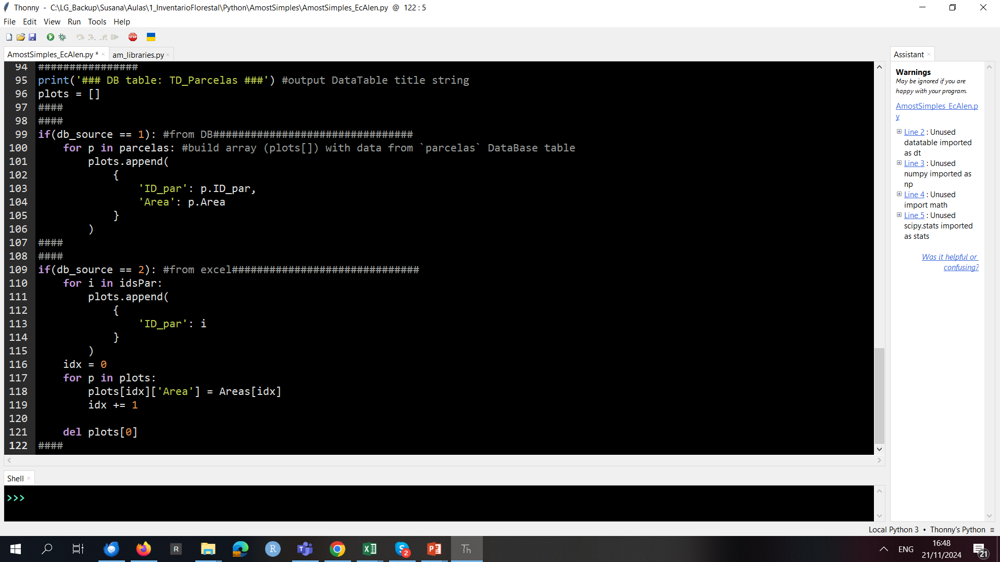 Thonny - C:\LG_Backup\Susana\Aulas\1_InventarioFlorestal\Python\AmostSimples\AmostSimples_EcAlen.py @ 122 : 5
File Edit View Run Tools Help
STOP
AmostSimples_EcAlen.py * ×
am_libraries.py ×
94 ################
95 print('### DB table: TD_Parcelas ###') #output DataTable title string
96 plots = []
97 ####
98 ####
99 if(db_source == 1): #from DB################################
100     for p in parcelas: #build array (plots[]) with data from `parcelas` DataBase table
101         plots.append(
102             {
103                 'ID_par': p.ID_par,
104                 'Area': p.Area
105             }
106         )
107 ####
108 ####
109 if(db_source == 2): #from excel##############################
110     for i in idsPar:
111         plots.append(
112             {
113                 'ID_par': i
114             }
115         )
116     idx = 0
117     for p in plots:
118         plots[idx]['Area'] = Areas[idx]
119         idx += 1
120
121     del plots[0]
122 ####
Shell ×
>>>
Assistant ×
Warnings
May be ignored if you are
happy with your program.
AmostSimples_EcAlen.p
y
Line 2 : Unused
datatable imported
as dt
Line 3 : Unused
numpy imported as
np
Line 4 : Unused
import math
Line 5 : Unused
scipy.stats imported
as stats
Was it helpful or
confusing?
Local Python 3 • Thonny's Python ≡
R
R
T
X
S
2
P
Th
ENG
16:48
21/11/2024
21